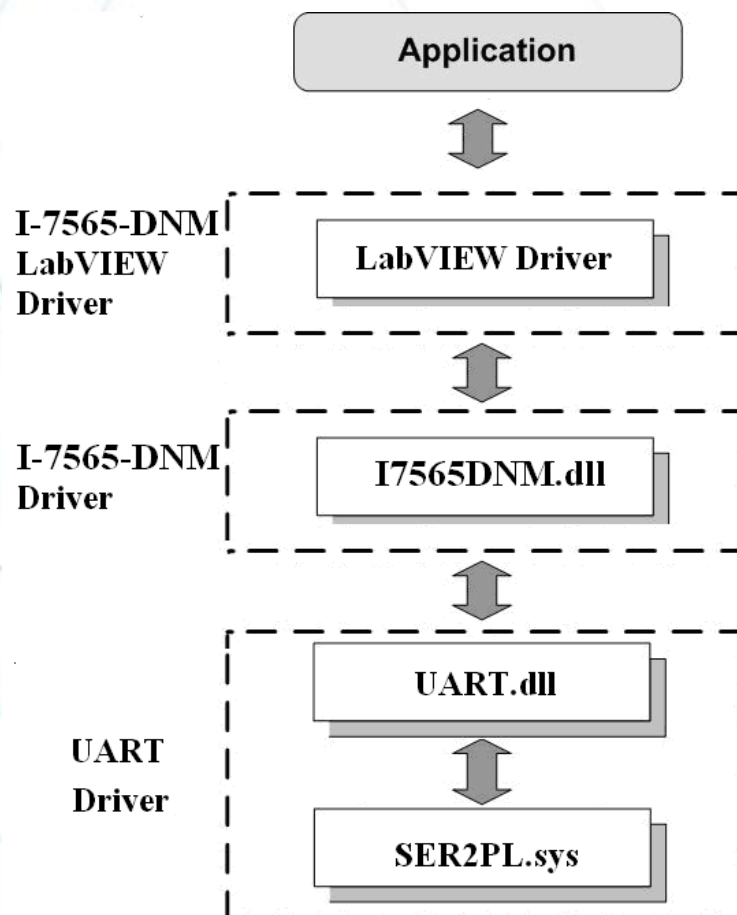 Application
I-7565-DNM
LabVIEW
Driver
LabVIEW Driver
I-7565-DNM
Driver
I7565DNM.dll
UART.dll
UART
Driver
SER2PL.sys